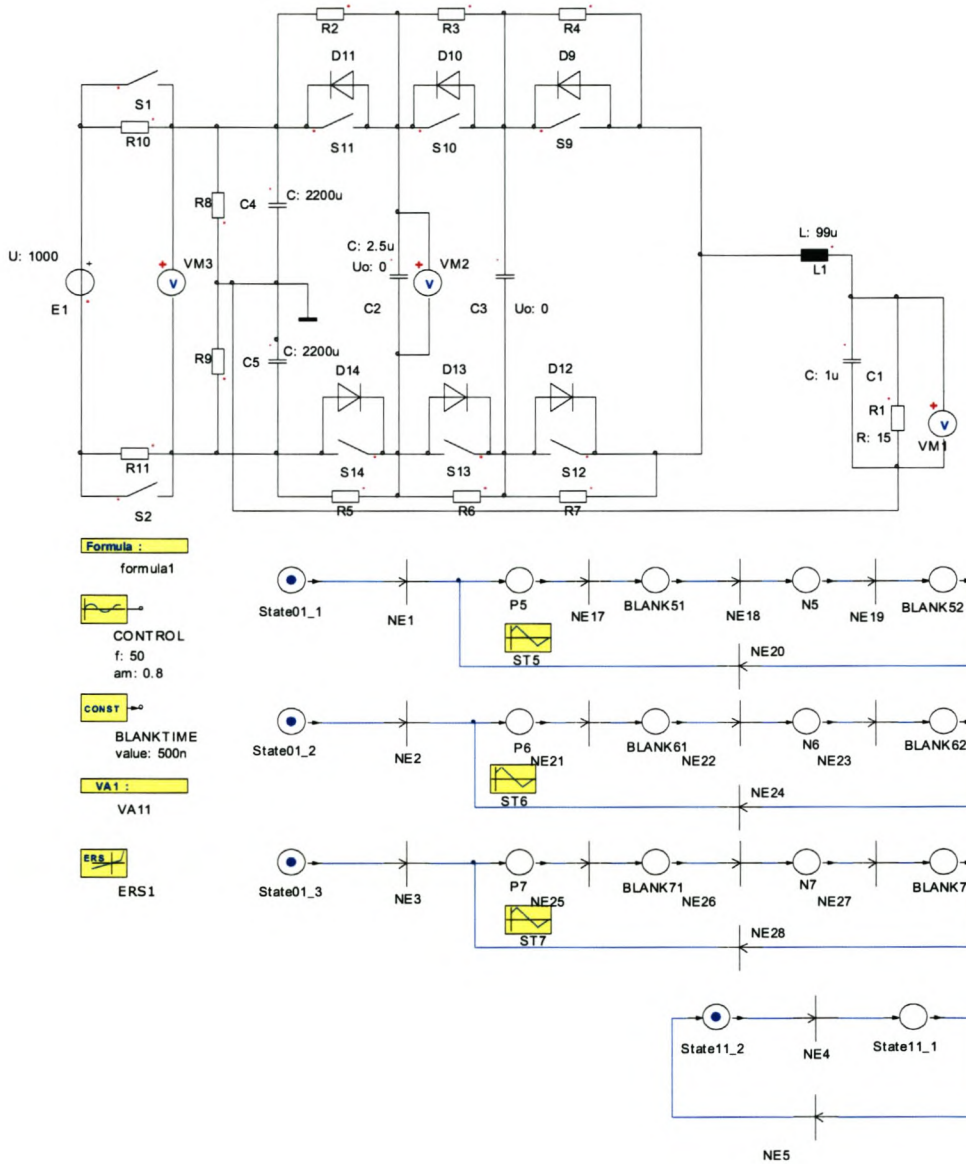 R2 R3 R4
D11 D10 D9
S1
R10 S11 S10 S9
R8 C4 C: 2200u
L: 99u
U: 1000 + VM3 C: 2.5u VM2
Uo: 0
L1
E1 V V
C2 C3 Uo: 0
R9 C5 C: 2200u
D14 D13 D12
C: 1u C1
R1
V
R: 15 VM1
R11 S14 S13 S12
S2 R5 R6 R7
Formula :
formula1
State01_1 NE1 P5 NE17 BLANK51 NE18 N5 NE19 BLANK52
CONTROL
f: 50
am: 0.8
ST5 NE20
CONST
BLANKTIME
value: 500n
State01_2 NE2 P6 NE21 BLANK61 NE22 N6 NE23 BLANK62
ST6 NE24
VA1 :
VA11
ERS
ERS1
State01_3 NE3 P7 NE25 BLANK71 NE26 N7 NE27 BLANK7
ST7 NE28
State11_2 NE4 State11_1
NE5